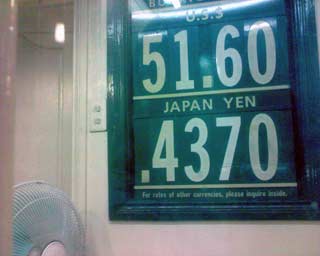 U.S.$
51.60
JAPAN YEN
.4370
For rates of other currencies, please inquire inside.